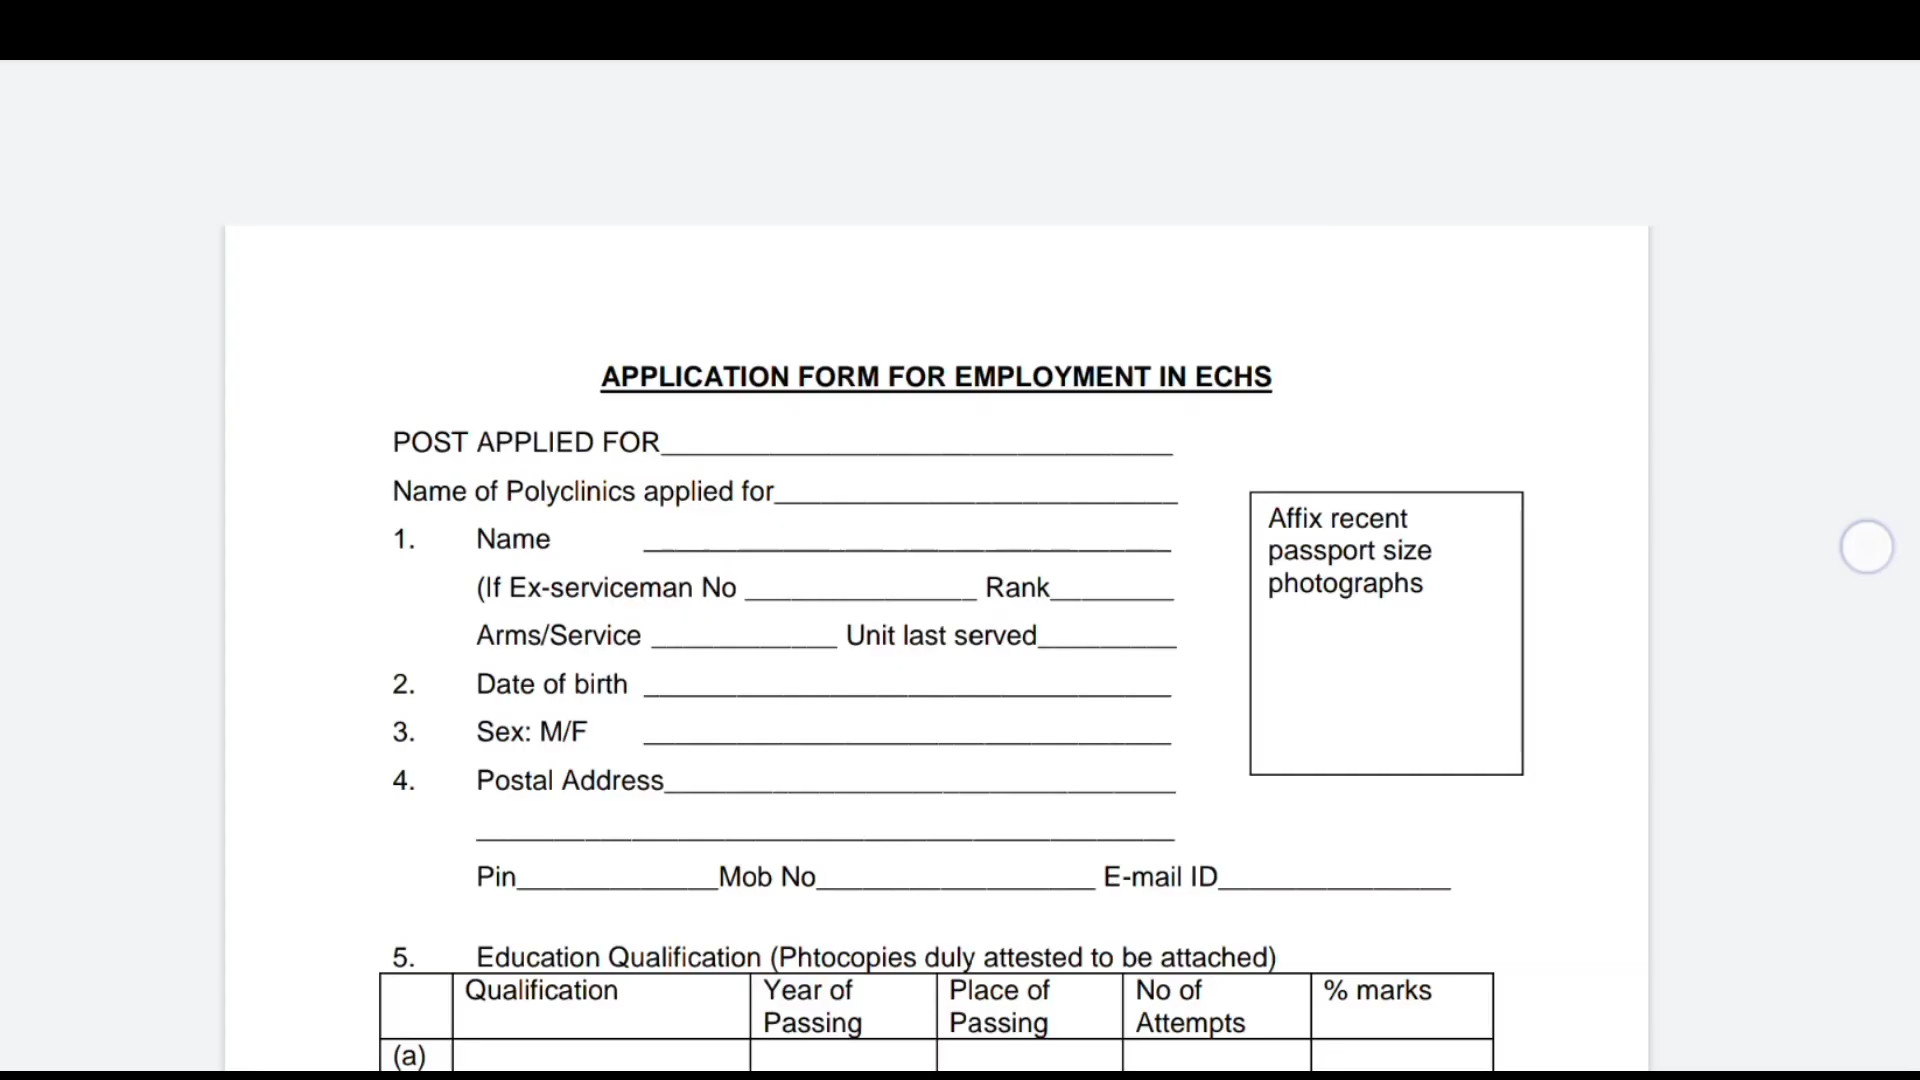 APPLICATION FORM FOR EMPLOYMENT IN ECHS
POST APPLIED FOR
Name of Polyclinics applied for
Affix recent
passport size
photographs
1. Name
(If Ex-serviceman No Rank
Arms/Service Unit last served
2. Date of birth
3. Sex: M/F
4. Postal Address
Pin Mob No E-mail ID
5. Education Qualification (Phtocopies duly attested to be attached)
Qualification Year of Passing Place of Passing No of Attempts % marks
(a)